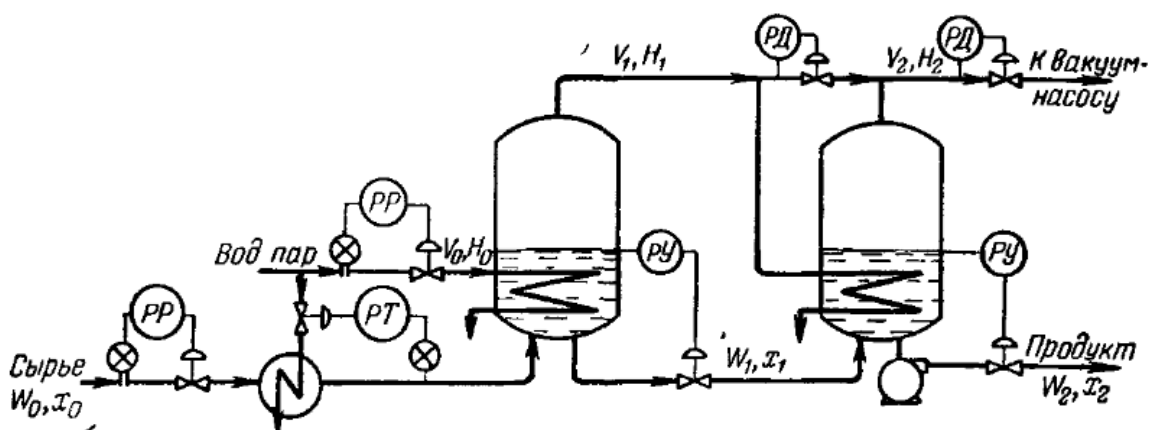 РД
РД
V₁, H₁
V₂, H₂
К вакуум-
насосу
РР
Вод пар
V₀, H₀
РУ
РУ
РР
РТ
Сырье
W₀, x₀
W₁, x₁
Продукт
W₂, x₂